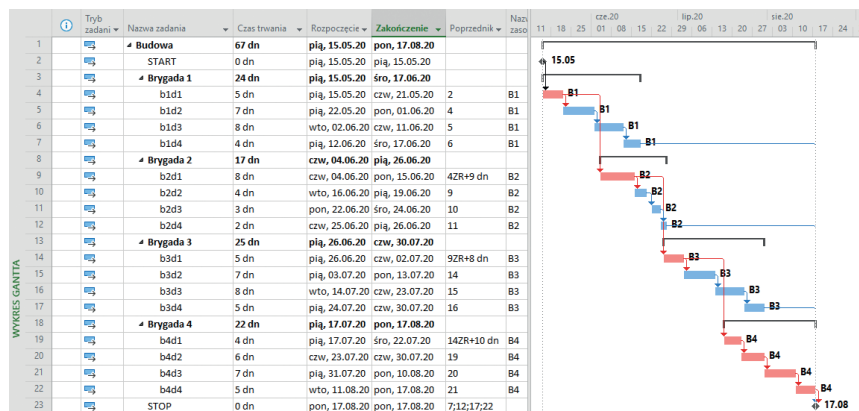 Tryb zadani Nazwa zadania Czas trwania Rozpoczęcie Zakończenie Poprzednik Nazw zaso
cze.20 lip.20 sie.20
11 18 25 01 08 15 22 29 06 13 20 27 03 10 17 24
1 Budowa 67 dn pią, 15.05.20 pon, 17.08.20
2 START 0 dn pią, 15.05.20 pią, 15.05.20 15.05
3 Brygada 1 24 dn pią, 15.05.20 śro, 17.06.20
4 b1d1 5 dn pią, 15.05.20 czw, 21.05.20 2 B1 B1
5 b1d2 7 dn pią, 22.05.20 pon, 01.06.20 4 B1 B1
6 b1d3 8 dn wto, 02.06.20 czw, 11.06.20 5 B1 B1
7 b1d4 4 dn pią, 12.06.20 śro, 17.06.20 6 B1 B1
8 Brygada 2 17 dn czw, 04.06.20 pią, 26.06.20
9 b2d1 8 dn czw, 04.06.20 pon, 15.06.20 4ZR+9 dn B2 B2
10 b2d2 4 dn wto, 16.06.20 pią, 19.06.20 9 B2 B2
11 b2d3 3 dn pon, 22.06.20 śro, 24.06.20 10 B2 B2
12 b2d4 2 dn czw, 25.06.20 pią, 26.06.20 11 B2 B2
13 Brygada 3 25 dn pią, 26.06.20 czw, 30.07.20
14 b3d1 5 dn pią, 26.06.20 czw, 02.07.20 9ZR+8 dn B3 B3
15 b3d2 7 dn pią, 03.07.20 pon, 13.07.20 14 B3 B3
16 b3d3 8 dn wto, 14.07.20 czw, 23.07.20 15 B3 B3
17 b3d4 5 dn pią, 24.07.20 czw, 30.07.20 16 B3 B3
18 Brygada 4 22 dn pią, 17.07.20 pon, 17.08.20
19 b4d1 4 dn pią, 17.07.20 śro, 22.07.20 14ZR+10 dn B4 B4
20 b4d2 6 dn czw, 23.07.20 czw, 30.07.20 19 B4 B4
21 b4d3 7 dn pią, 31.07.20 pon, 10.08.20 20 B4 B4
22 b4d4 5 dn wto, 11.08.20 pon, 17.08.20 21 B4 B4
23 STOP 0 dn pon, 17.08.20 pon, 17.08.20 7;12;17;22 17.08
WYKRES GANTTA